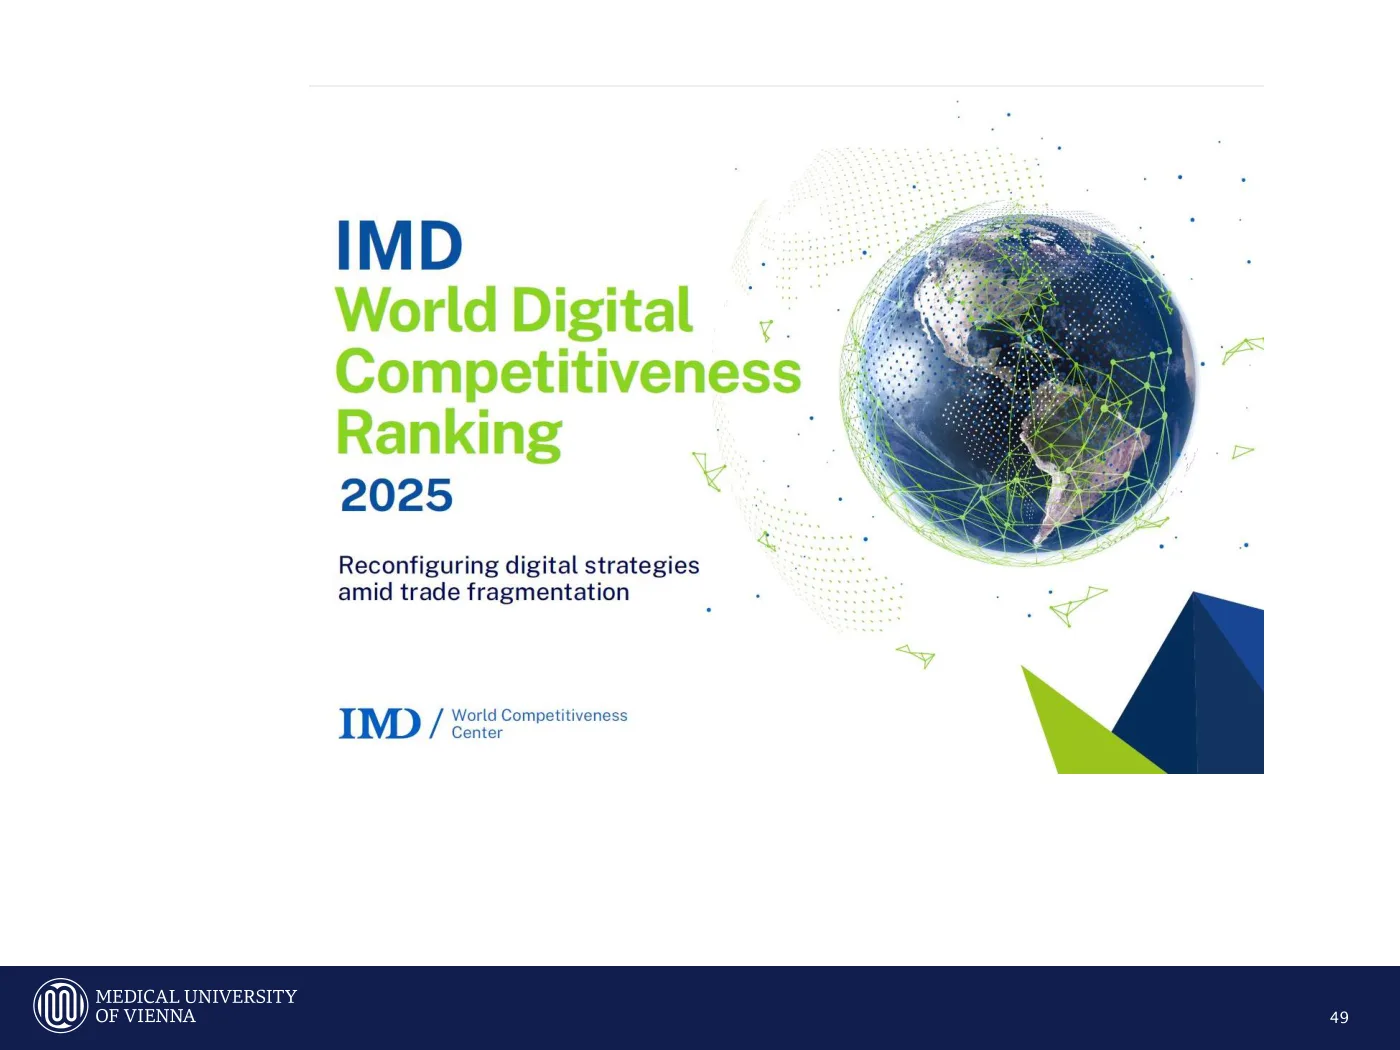 IMD
World Digital
Competitiveness
Ranking
2025
Reconfiguring digital strategies
amid trade fragmentation
IMD / World Competitiveness
Center
MEDICAL UNIVERSITY
OF VIENNA
49